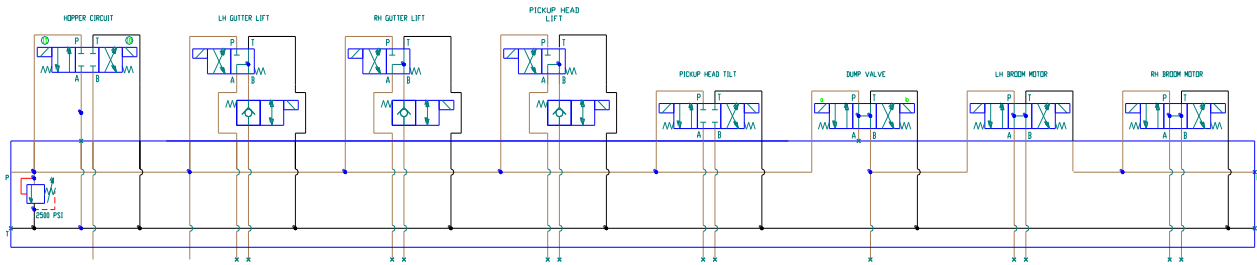 HOPPER CIRCUIT
LH GUTTER LIFT
RH GUTTER LIFT
PICKUP HEAD
LIFT
PICKUP HEAD TILT
DUMP VALVE
LH BROOM MOTOR
RH BROOM MOTOR
P T
A B
P T
A B
P T
A B
P T
A B
P T
A B
a b
P T
A B
P T
A B
P T
A B
P
2500 PSI
T